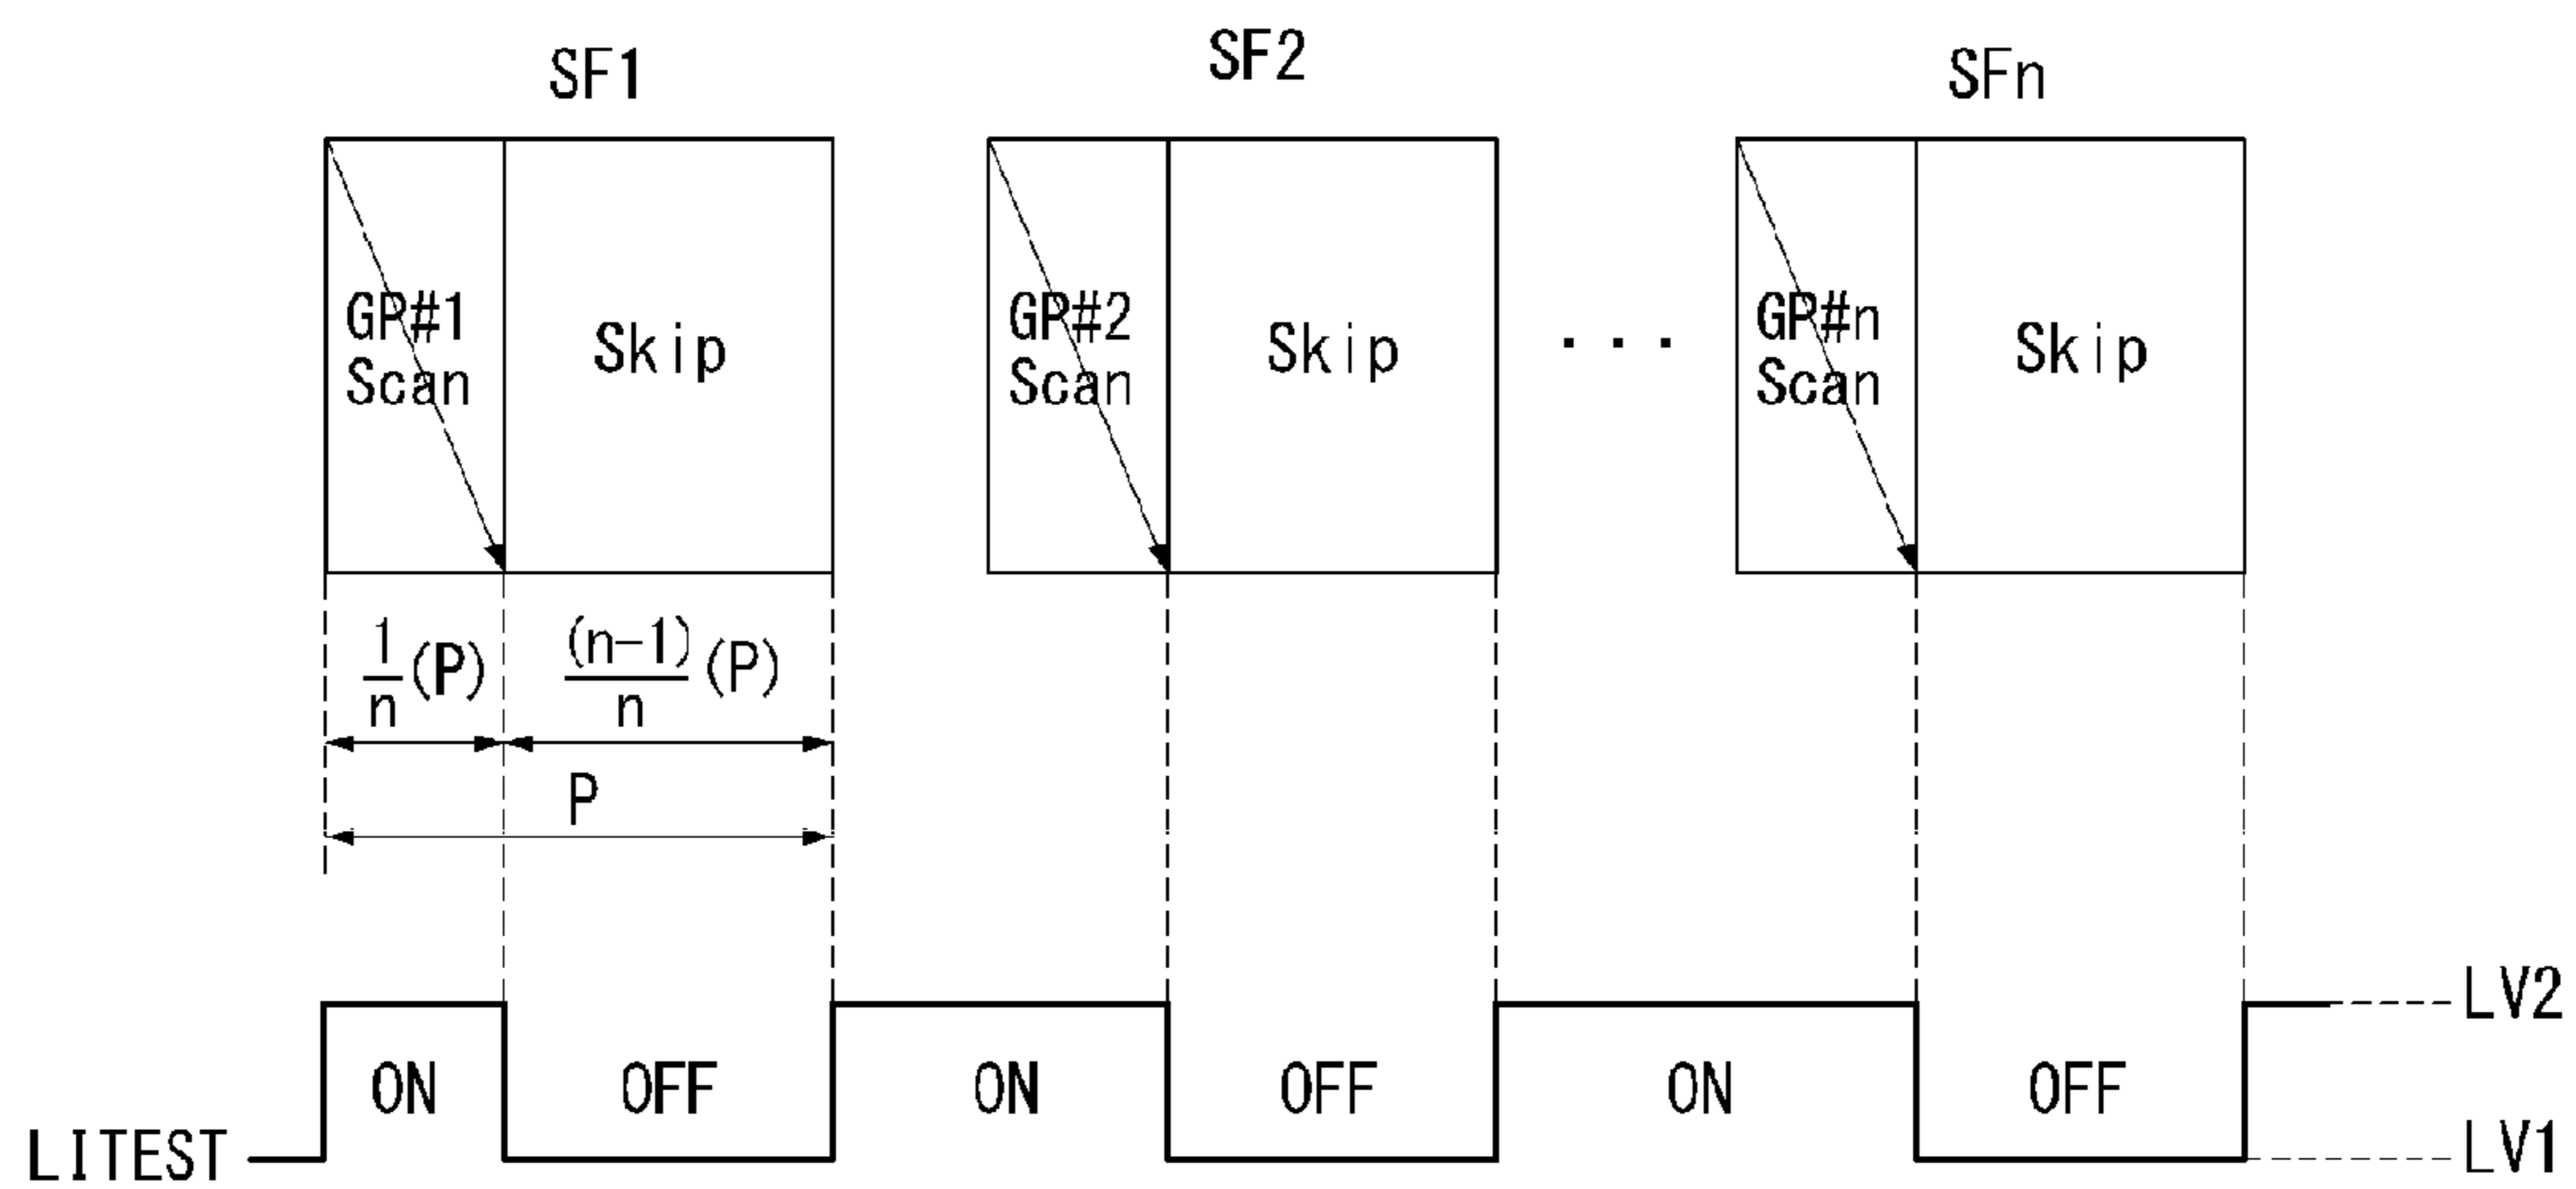 SF1 SF2 SFn
GP#1 Scan Skip GP#2 Scan Skip ··· GP#n Scan Skip
1/n (P) (n-1)/n (P)
P
ON OFF ON OFF ON OFF
LITEST
LV2
LV1